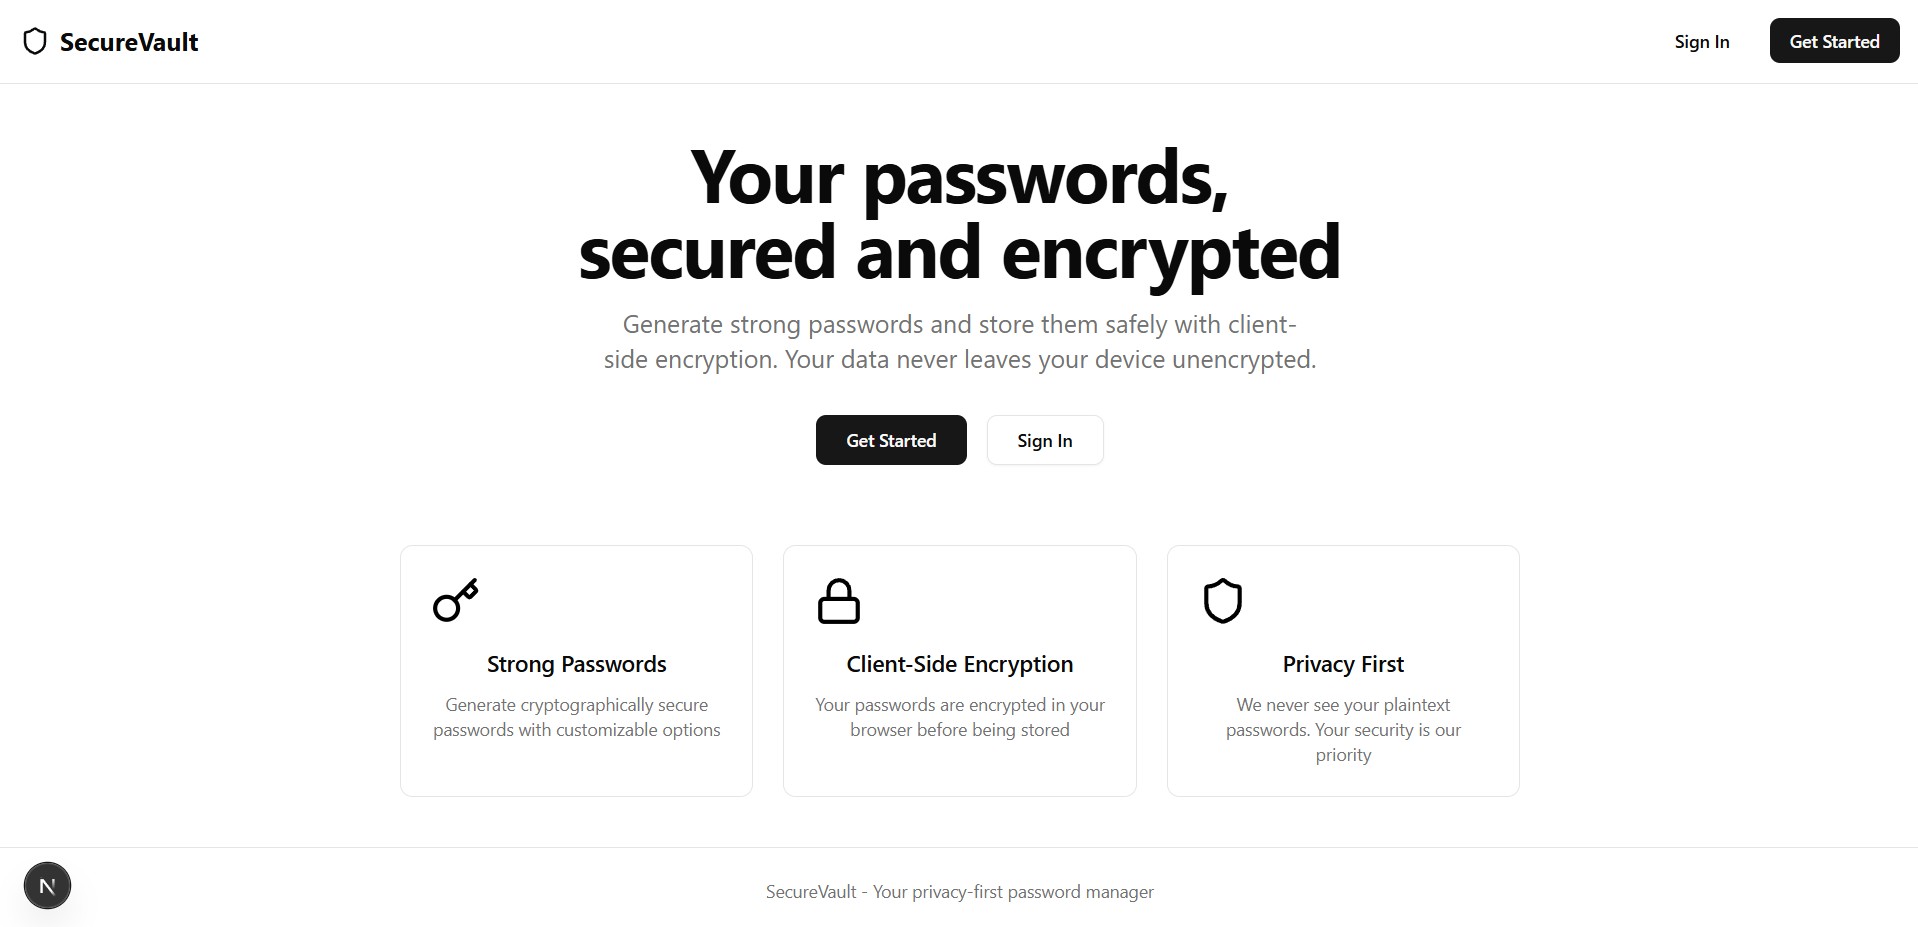 SecureVault
Sign In
Get Started
Your passwords,
secured and encrypted
Generate strong passwords and store them safely with client-
side encryption. Your data never leaves your device unencrypted.
Get Started
Sign In
Strong Passwords
Generate cryptographically secure
passwords with customizable options
Client-Side Encryption
Your passwords are encrypted in your
browser before being stored
Privacy First
We never see your plaintext
passwords. Your security is our
priority
N
SecureVault - Your privacy-first password manager